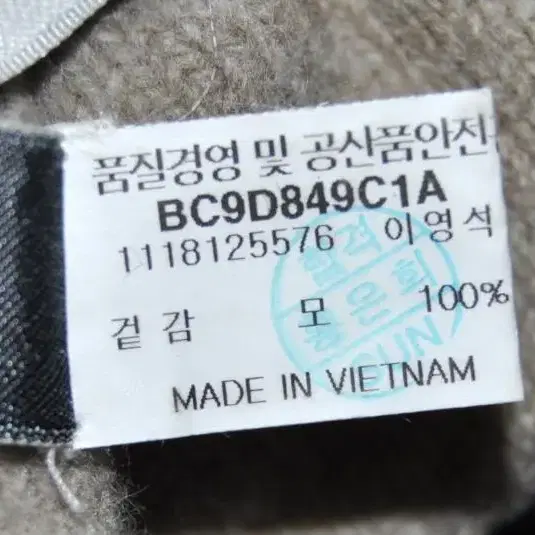 품질경영 및 공산품안전
BC9D849C1A
1118125576 이영석
겉감 모 100%
MADE IN VIETNAM